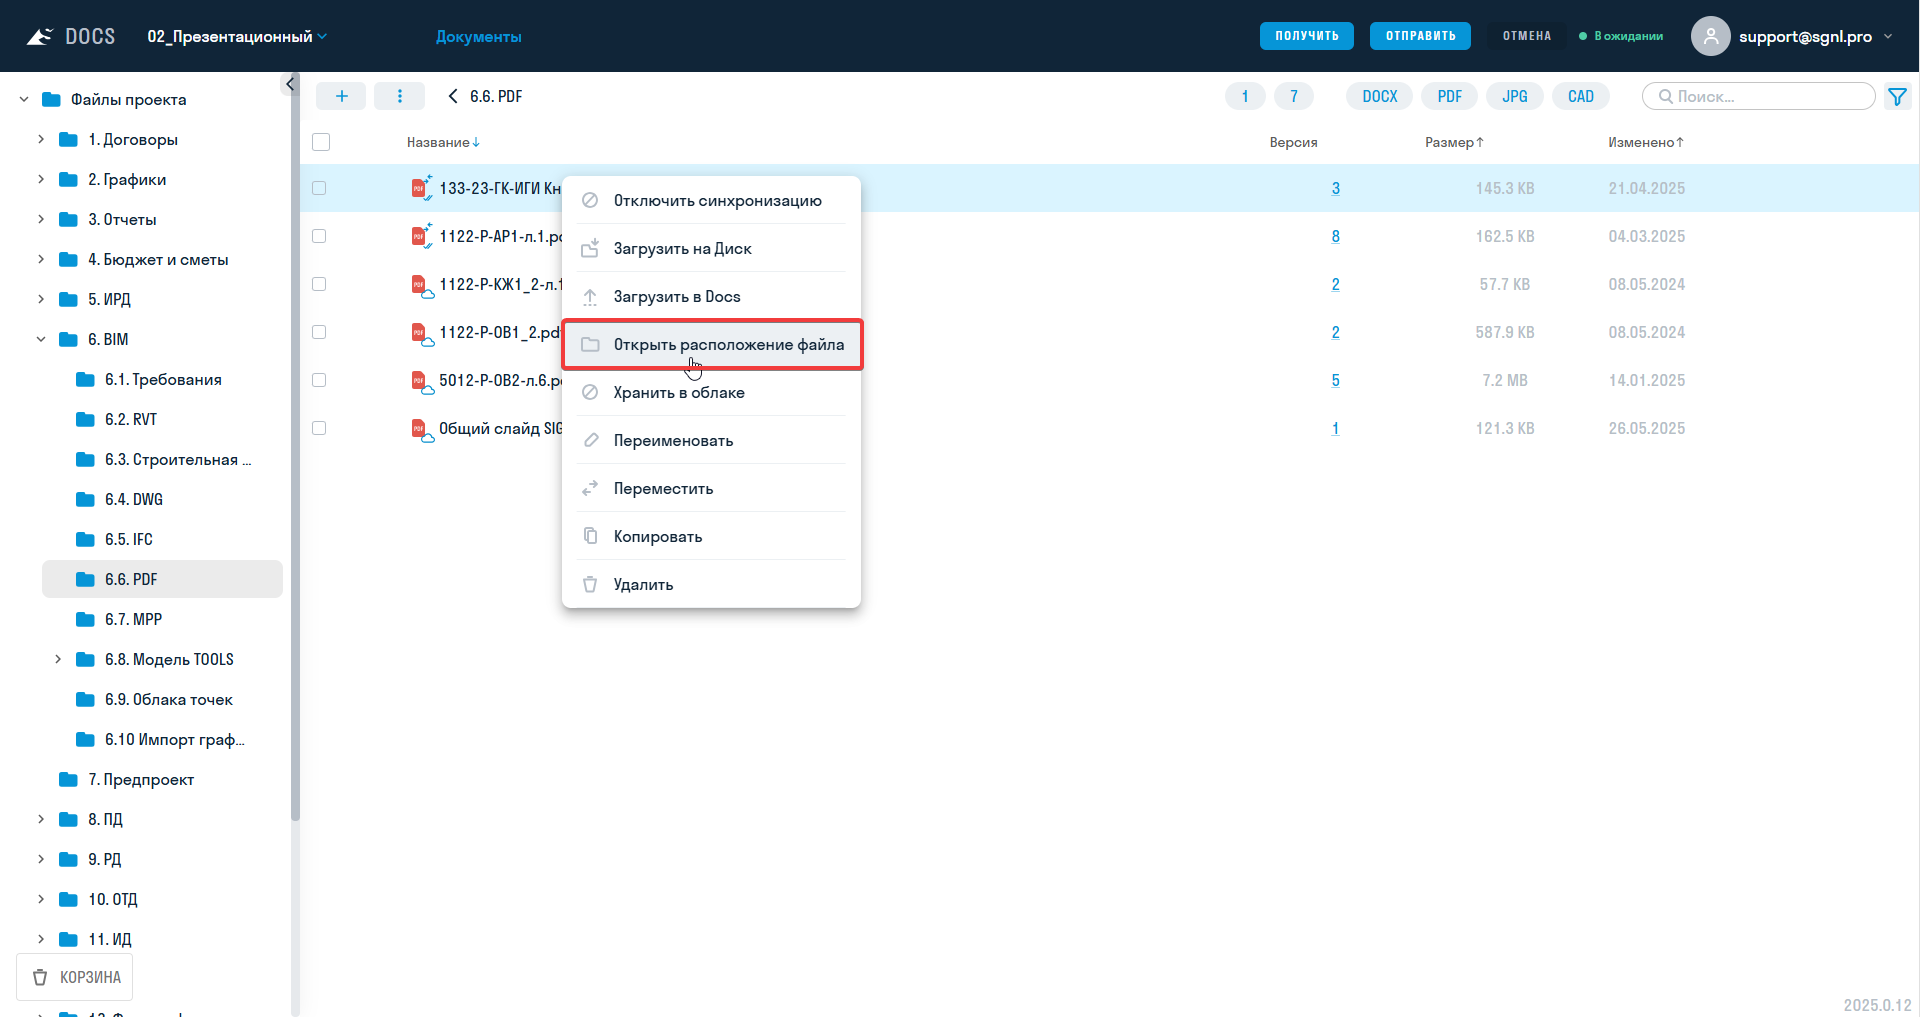 DOCS
02_Презентационный
Документы
ПОЛУЧИТЬ
ОТПРАВИТЬ
ОТМЕНА
В ожидании
support@sgnl.pro
Файлы проекта
1. Договоры
2. Графики
3. Отчеты
4. Бюджет и сметы
5. ИРД
6. BIM
6.1. Требования
6.2. RVT
6.3. Строительная ...
6.4. DWG
6.5. IFC
6.6. PDF
6.7. MPP
6.8. Модель TOOLS
6.9. Облака точек
6.10 Импорт граф...
7. Предпроект
8. ПД
9. РД
10. ОТД
11. ИД
КОРЗИНА
6.6. PDF
1
7
DOCX
PDF
JPG
CAD
Поиск...
Название↓
Версия
Размер↑
Изменено↑
133-23-ГК-ИГИ Кн
3
145.3 KB
21.04.2025
1122-Р-АР1-л.1.pd
8
162.5 KB
04.03.2025
1122-Р-КЖ1_2-л.1
2
57.7 KB
08.05.2024
1122-Р-ОВ1_2.pdf
2
587.9 KB
08.05.2024
5012-Р-ОВ2-л.6.pd
5
7.2 MB
14.01.2025
Общий слайд SIG
1
121.3 KB
26.05.2025
Отключить синхронизацию
Загрузить на Диск
Загрузить в Docs
Открыть расположение файла
Хранить в облаке
Переименовать
Переместить
Копировать
Удалить
2025.0.12